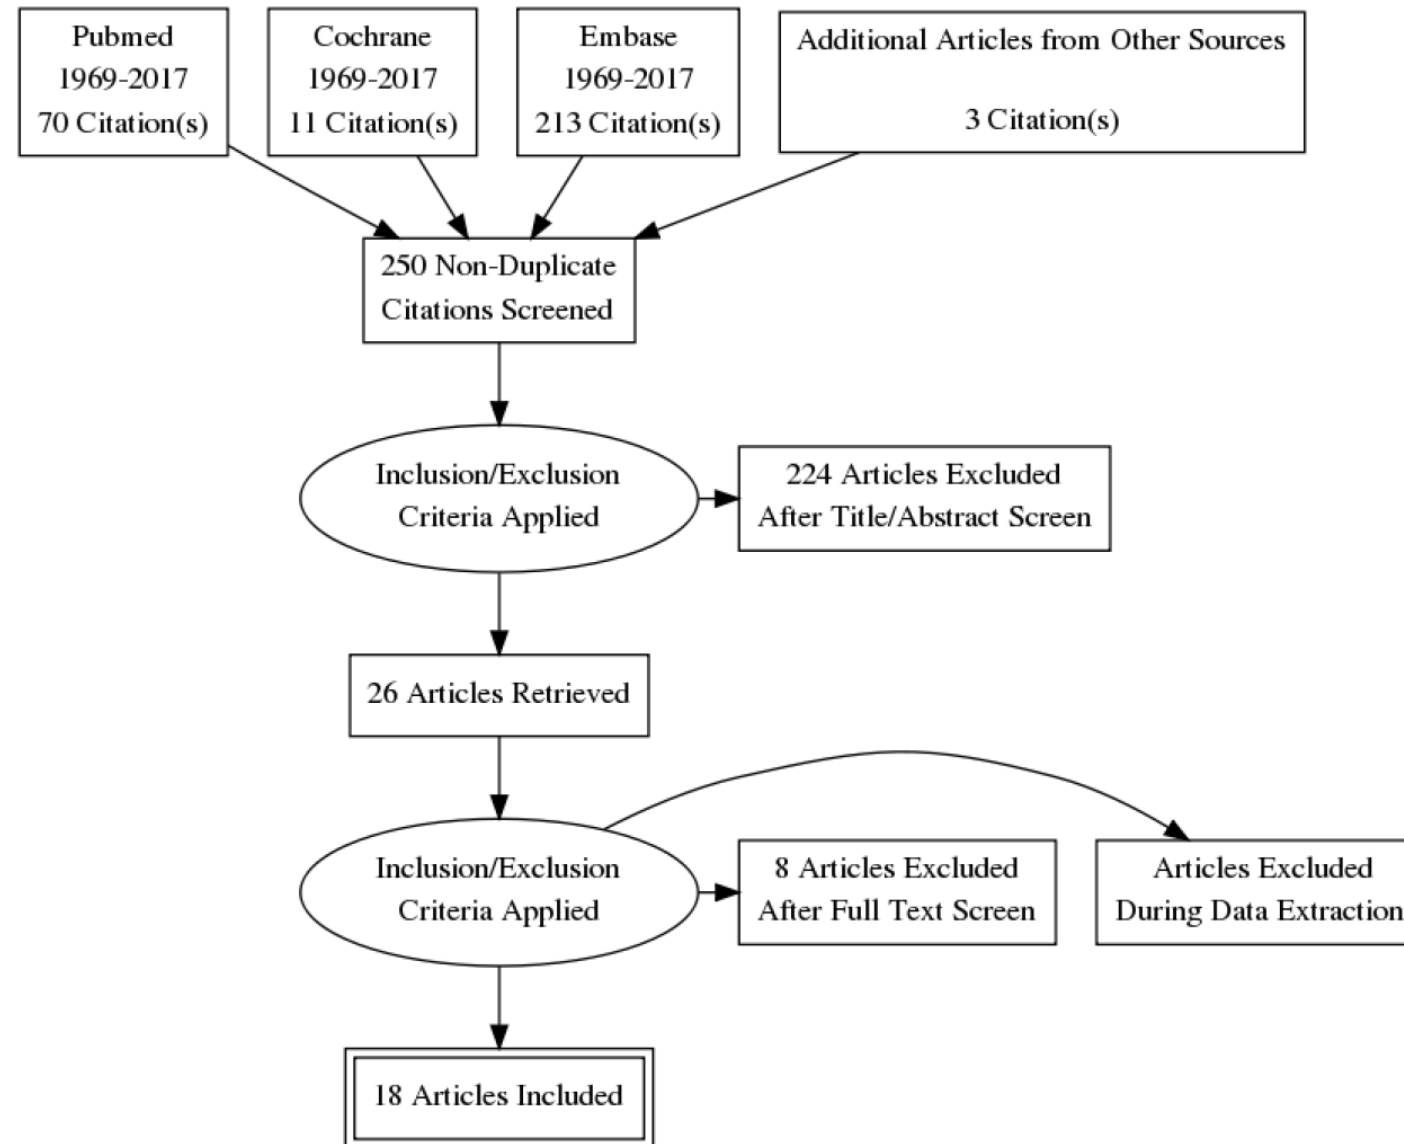 Pubmed
1969-2017
70 Citation(s)
Cochrane
1969-2017
11 Citation(s)
Embase
1969-2017
213 Citation(s)
Additional Articles from Other Sources
3 Citation(s)
250 Non-Duplicate
Citations Screened
Inclusion/Exclusion
Criteria Applied
224 Articles Excluded
After Title/Abstract Screen
26 Articles Retrieved
Inclusion/Exclusion
Criteria Applied
8 Articles Excluded
After Full Text Screen
Articles Excluded
During Data Extraction
18 Articles Included